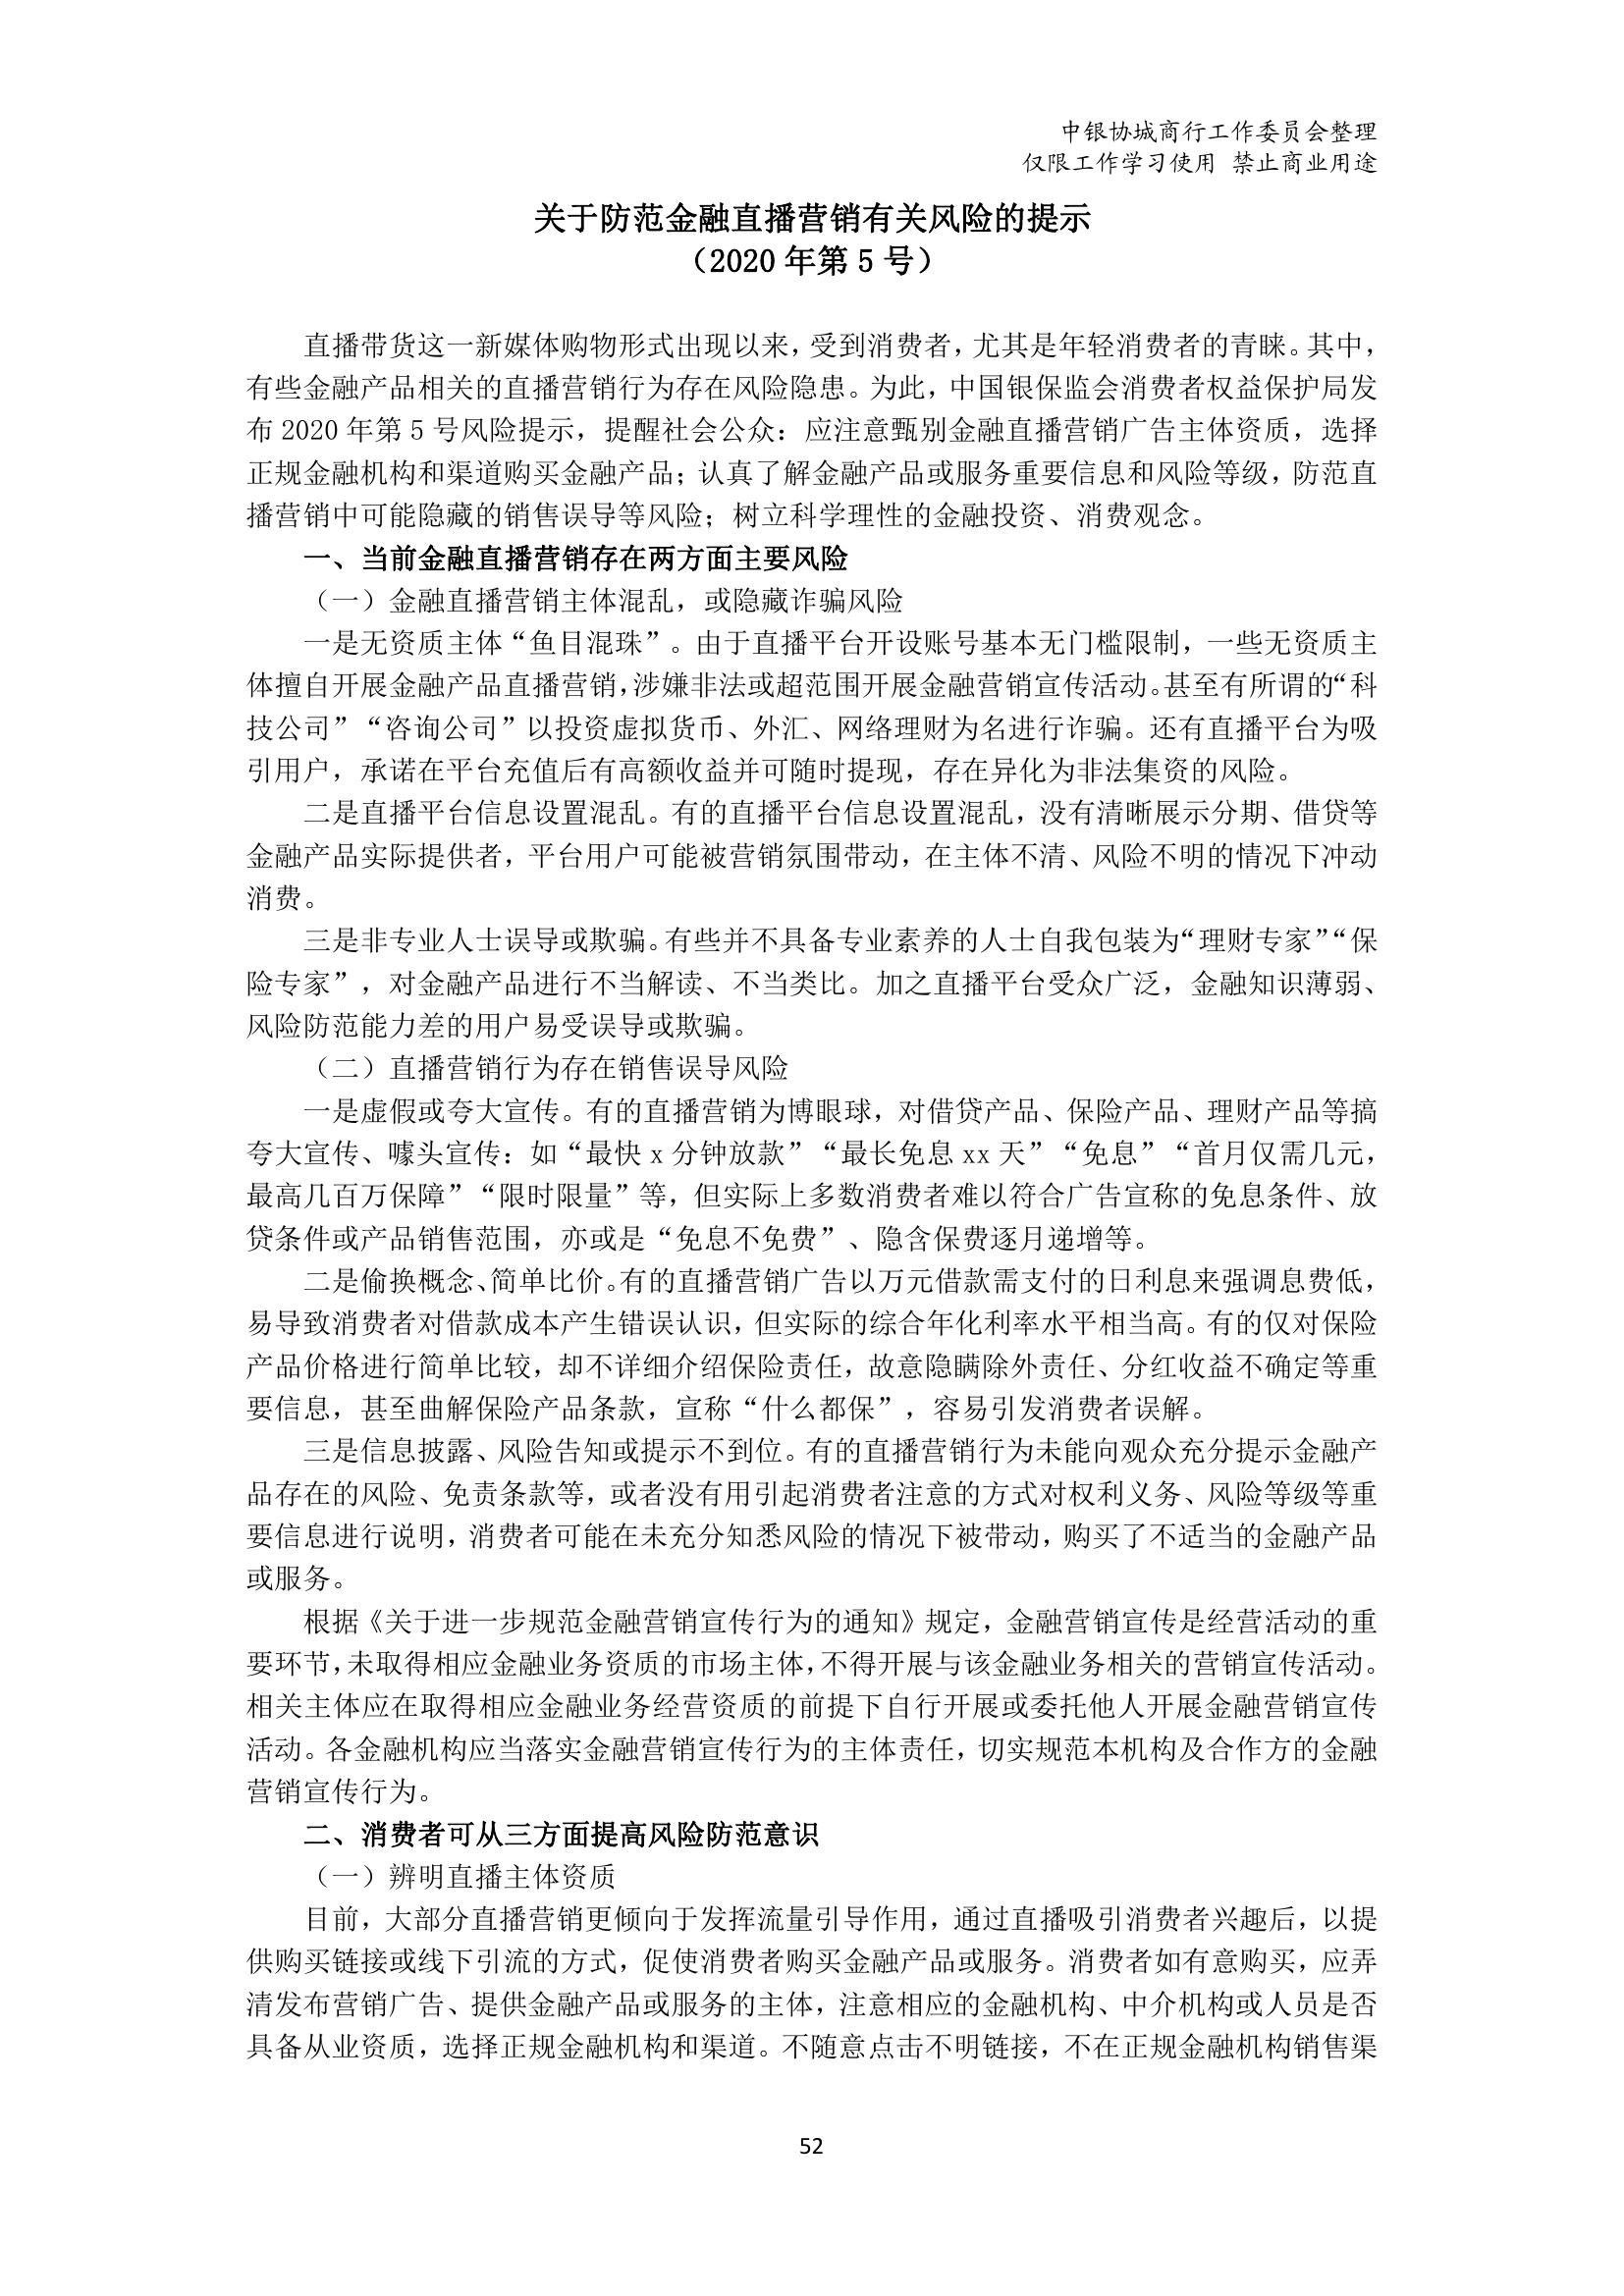 中银协城商行工作委员会整理
仅限工作学习使用 禁止商业用途
关于防范金融直播营销有关风险的提示
（2020 年第 5 号）
直播带货这一新媒体购物形式出现以来，受到消费者，尤其是年轻消费者的青睐。其中，
有些金融产品相关的直播营销行为存在风险隐患。为此，中国银保监会消费者权益保护局发
布 2020 年第 5 号风险提示，提醒社会公众：应注意甄别金融直播营销广告主体资质，选择
正规金融机构和渠道购买金融产品；认真了解金融产品或服务重要信息和风险等级，防范直
播营销中可能隐藏的销售误导等风险；树立科学理性的金融投资、消费观念。
一、当前金融直播营销存在两方面主要风险
（一）金融直播营销主体混乱，或隐藏诈骗风险
一是无资质主体“鱼目混珠”。由于直播平台开设账号基本无门槛限制，一些无资质主
体擅自开展金融产品直播营销，涉嫌非法或超范围开展金融营销宣传活动。甚至有所谓的“科
技公司”“咨询公司”以投资虚拟货币、外汇、网络理财为名进行诈骗。还有直播平台为吸
引用户，承诺在平台充值后有高额收益并可随时提现，存在异化为非法集资的风险。
二是直播平台信息设置混乱。有的直播平台信息设置混乱，没有清晰展示分期、借贷等
金融产品实际提供者，平台用户可能被营销氛围带动，在主体不清、风险不明的情况下冲动
消费。
三是非专业人士误导或欺骗。有些并不具备专业素养的人士自我包装为“理财专家”“保
险专家”，对金融产品进行不当解读、不当类比。加之直播平台受众广泛，金融知识薄弱、
风险防范能力差的用户易受误导或欺骗。
（二）直播营销行为存在销售误导风险
一是虚假或夸大宣传。有的直播营销为博眼球，对借贷产品、保险产品、理财产品等搞
夸大宣传、噱头宣传：如“最快 x 分钟放款”“最长免息 xx 天”“免息”“首月仅需几元，
最高几百万保障”“限时限量”等，但实际上多数消费者难以符合广告宣称的免息条件、放
贷条件或产品销售范围，亦或是“免息不免费”、隐含保费逐月递增等。
二是偷换概念、简单比价。有的直播营销广告以万元借款需支付的日利息来强调息费低，
易导致消费者对借款成本产生错误认识，但实际的综合年化利率水平相当高。有的仅对保险
产品价格进行简单比较，却不详细介绍保险责任，故意隐瞒除外责任、分红收益不确定等重
要信息，甚至曲解保险产品条款，宣称“什么都保”，容易引发消费者误解。
三是信息披露、风险告知或提示不到位。有的直播营销行为未能向观众充分提示金融产
品存在的风险、免责条款等，或者没有用引起消费者注意的方式对权利义务、风险等级等重
要信息进行说明，消费者可能在未充分知悉风险的情况下被带动，购买了不适当的金融产品
或服务。
根据《关于进一步规范金融营销宣传行为的通知》规定，金融营销宣传是经营活动的重
要环节，未取得相应金融业务资质的市场主体，不得开展与该金融业务相关的营销宣传活动。
相关主体应在取得相应金融业务经营资质的前提下自行开展或委托他人开展金融营销宣传
活动。各金融机构应当落实金融营销宣传行为的主体责任，切实规范本机构及合作方的金融
营销宣传行为。
二、消费者可从三方面提高风险防范意识
（一）辨明直播主体资质
目前，大部分直播营销更倾向于发挥流量引导作用，通过直播吸引消费者兴趣后，以提
供购买链接或线下引流的方式，促使消费者购买金融产品或服务。消费者如有意购买，应弄
清发布营销广告、提供金融产品或服务的主体，注意相应的金融机构、中介机构或人员是否
具备从业资质，选择正规金融机构和渠道。不随意点击不明链接，不在正规金融机构销售渠
52